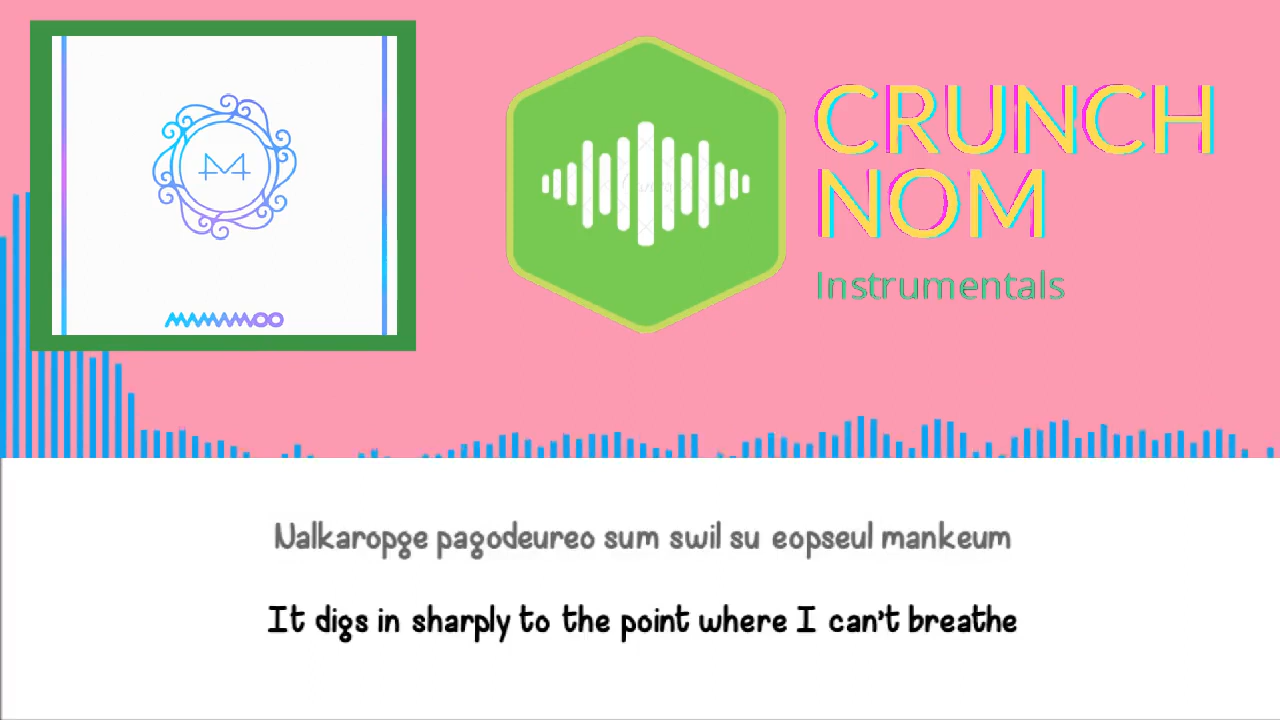 MAMAMOO
CRUNCH
NOM
Instrumentals
Nalkaropge pagodeureo sum swil su eopseul mankeum
It digs in sharply to the point where I can't breathe